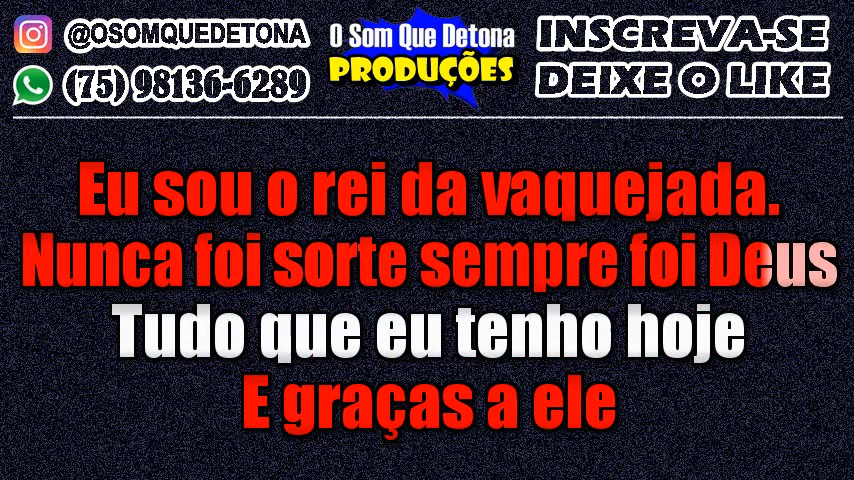 @OSOMQUEDETONA
(75) 98136-6289
O Som Que Detona
PRODUÇÕES
INSCREVA-SE
DEIXE O LIKE
Eu sou o rei da vaquejada.
Nunca foi sorte sempre foi Deus
Tudo que eu tenho hoje
E graças a ele